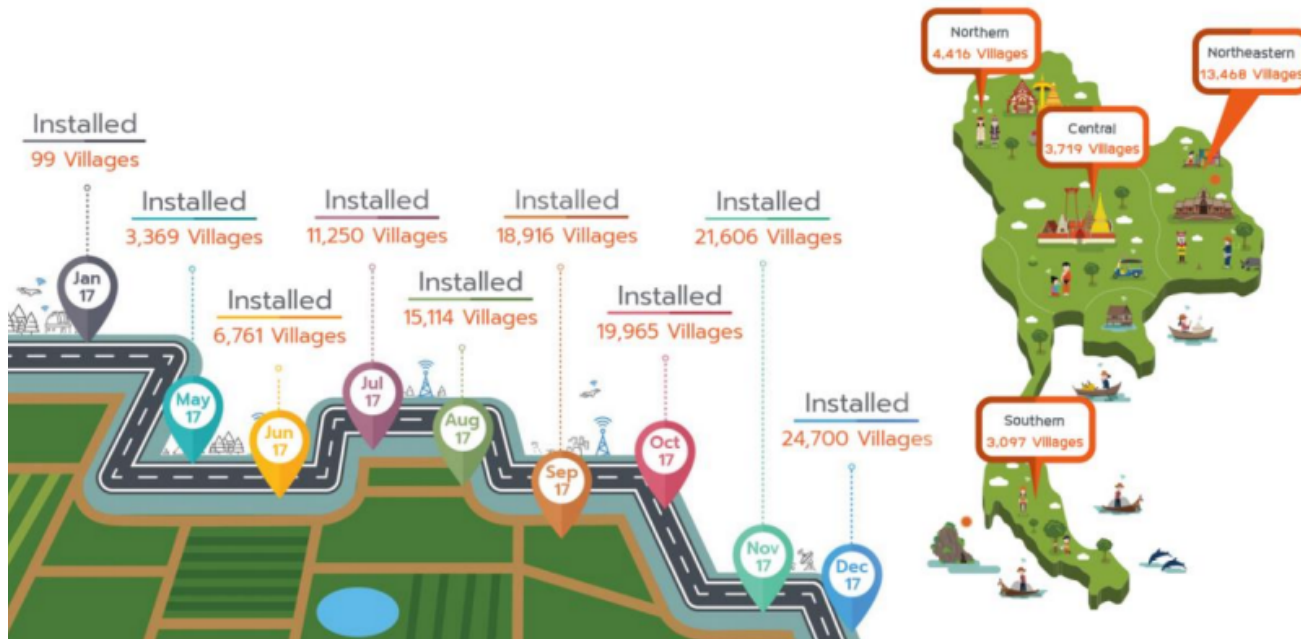 Installed
99 Villages
Jan
17
Installed
3,369 Villages
May
17
Installed
6,761 Villages
Jun
17
Installed
11,250 Villages
Jul
17
Installed
15,114 Villages
Aug
17
Installed
18,916 Villages
Sep
17
Installed
19,965 Villages
Oct
17
Installed
21,606 Villages
Nov
17
Installed
24,700 Villages
Dec
17
Northern
4,416 Villages
Northeastern
13,468 Villages
Central
3,719 Villages
Southern
3,097 Villages